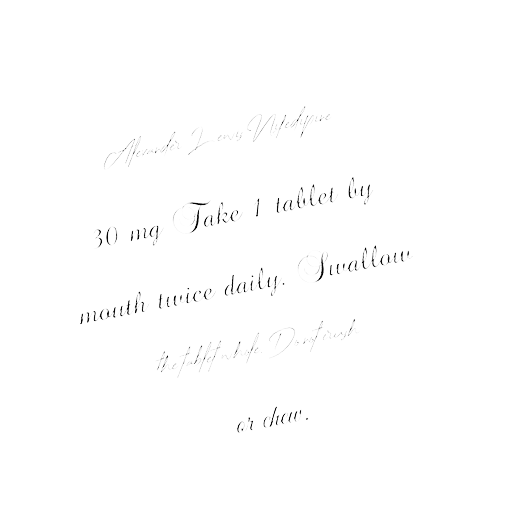 Alexander Lewis Nifedipine
30 mg Take 1 tablet by
mouth twice daily. Swallow
the tablet whole. Do not crush
or chew.